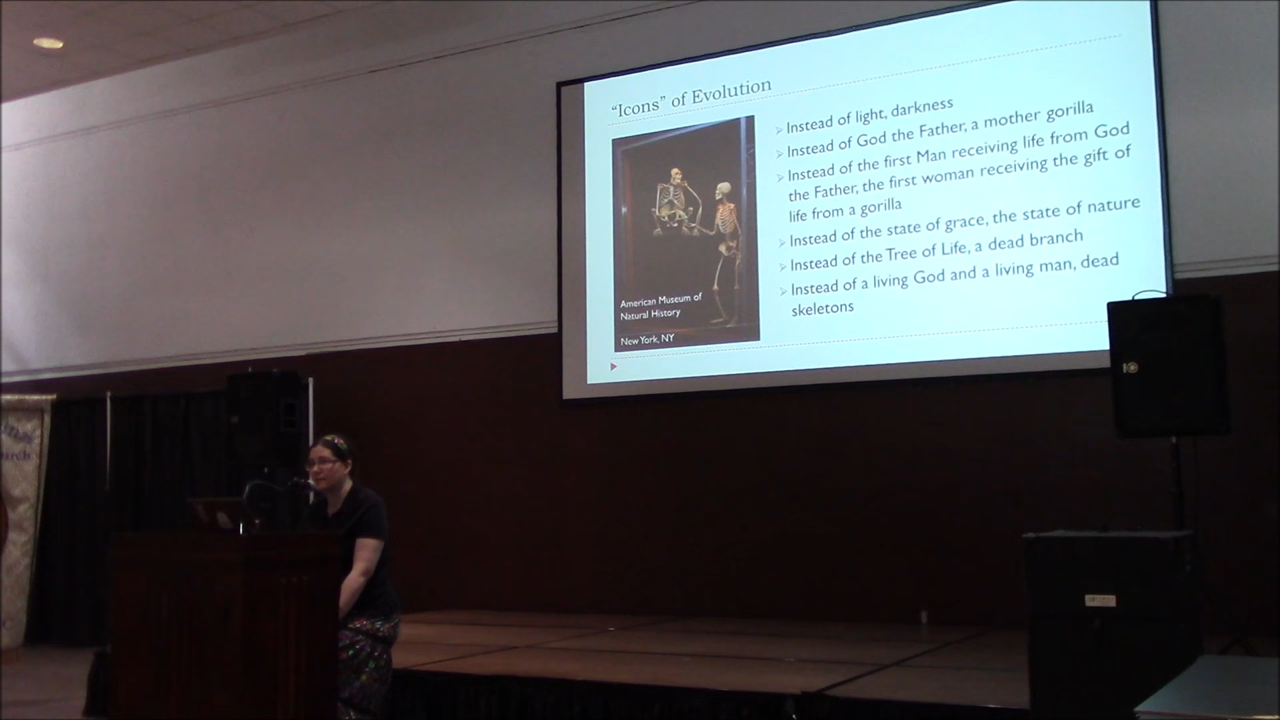 “Icons” of Evolution
Instead of light, darkness
Instead of God the Father, a mother gorilla
Instead of the first Man receiving life from God
the Father, the first woman receiving the gift of
life from a gorilla
Instead of the state of grace, the state of nature
Instead of the Tree of Life, a dead branch
Instead of a living God and a living man, dead
skeletons
American Museum of
Natural History
New York, NY